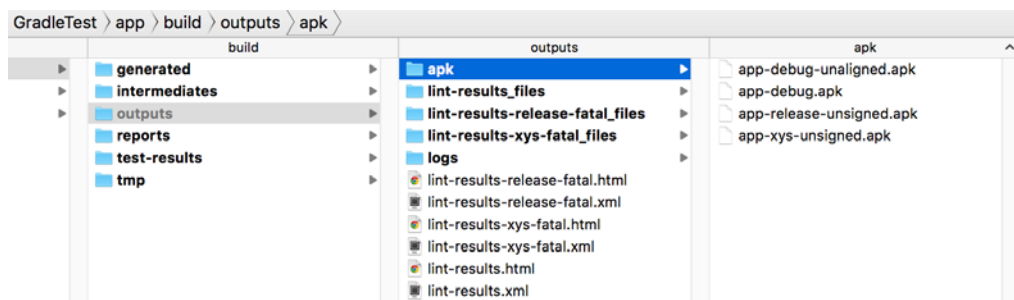 GradleTest › app › build › outputs › apk
build
generated
intermediates
outputs
reports
test-results
tmp
outputs
apk
lint-results_files
lint-results-release-fatal_files
lint-results-xys-fatal_files
logs
lint-results-release-fatal.html
lint-results-release-fatal.xml
lint-results-xys-fatal.html
lint-results-xys-fatal.xml
lint-results.html
lint-results.xml
apk
app-debug-unaligned.apk
app-debug.apk
app-release-unsigned.apk
app-xys-unsigned.apk